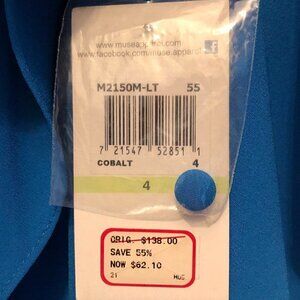 www.museapparel.com
www.facebook.com/muse.apparel
f
M2150M-LT 55
7 21547 52851 1
COBALT 4
4
ORIG. $138.00
SAVE 55%
NOW $62.10
21